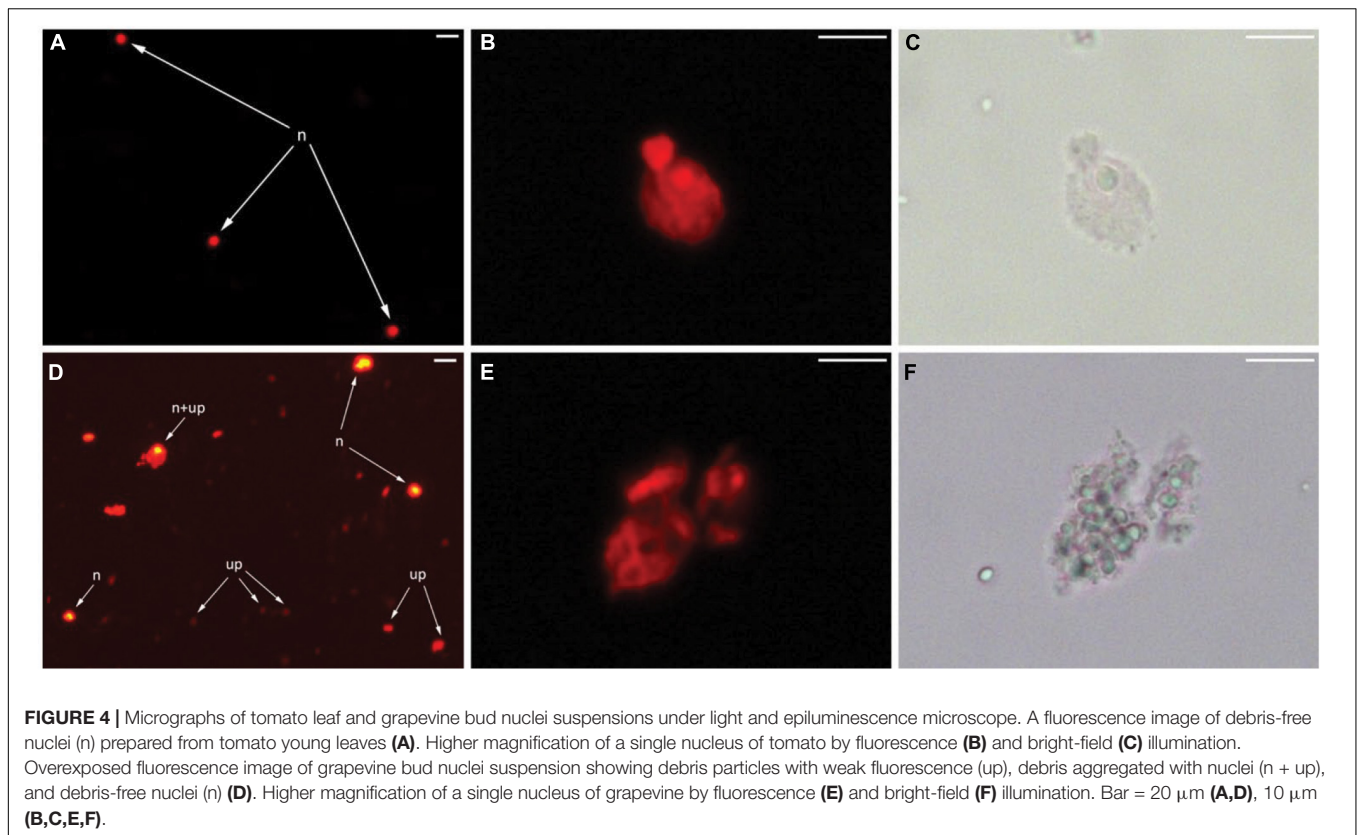 A
B
C
n
D
E
F
n+up
n
n
up
up
FIGURE 4 | Micrographs of tomato leaf and grapevine bud nuclei suspensions under light and epiluminescence microscope. A fluorescence image of debris-free
nuclei (n) prepared from tomato young leaves (A). Higher magnification of a single nucleus of tomato by fluorescence (B) and bright-field (C) illumination.
Overexposed fluorescence image of grapevine bud nuclei suspension showing debris particles with weak fluorescence (up), debris aggregated with nuclei (n + up),
and debris-free nuclei (n) (D). Higher magnification of a single nucleus of grapevine by fluorescence (E) and bright-field (F) illumination. Bar = 20 μm (A,D), 10 μm
(B,C,E,F).